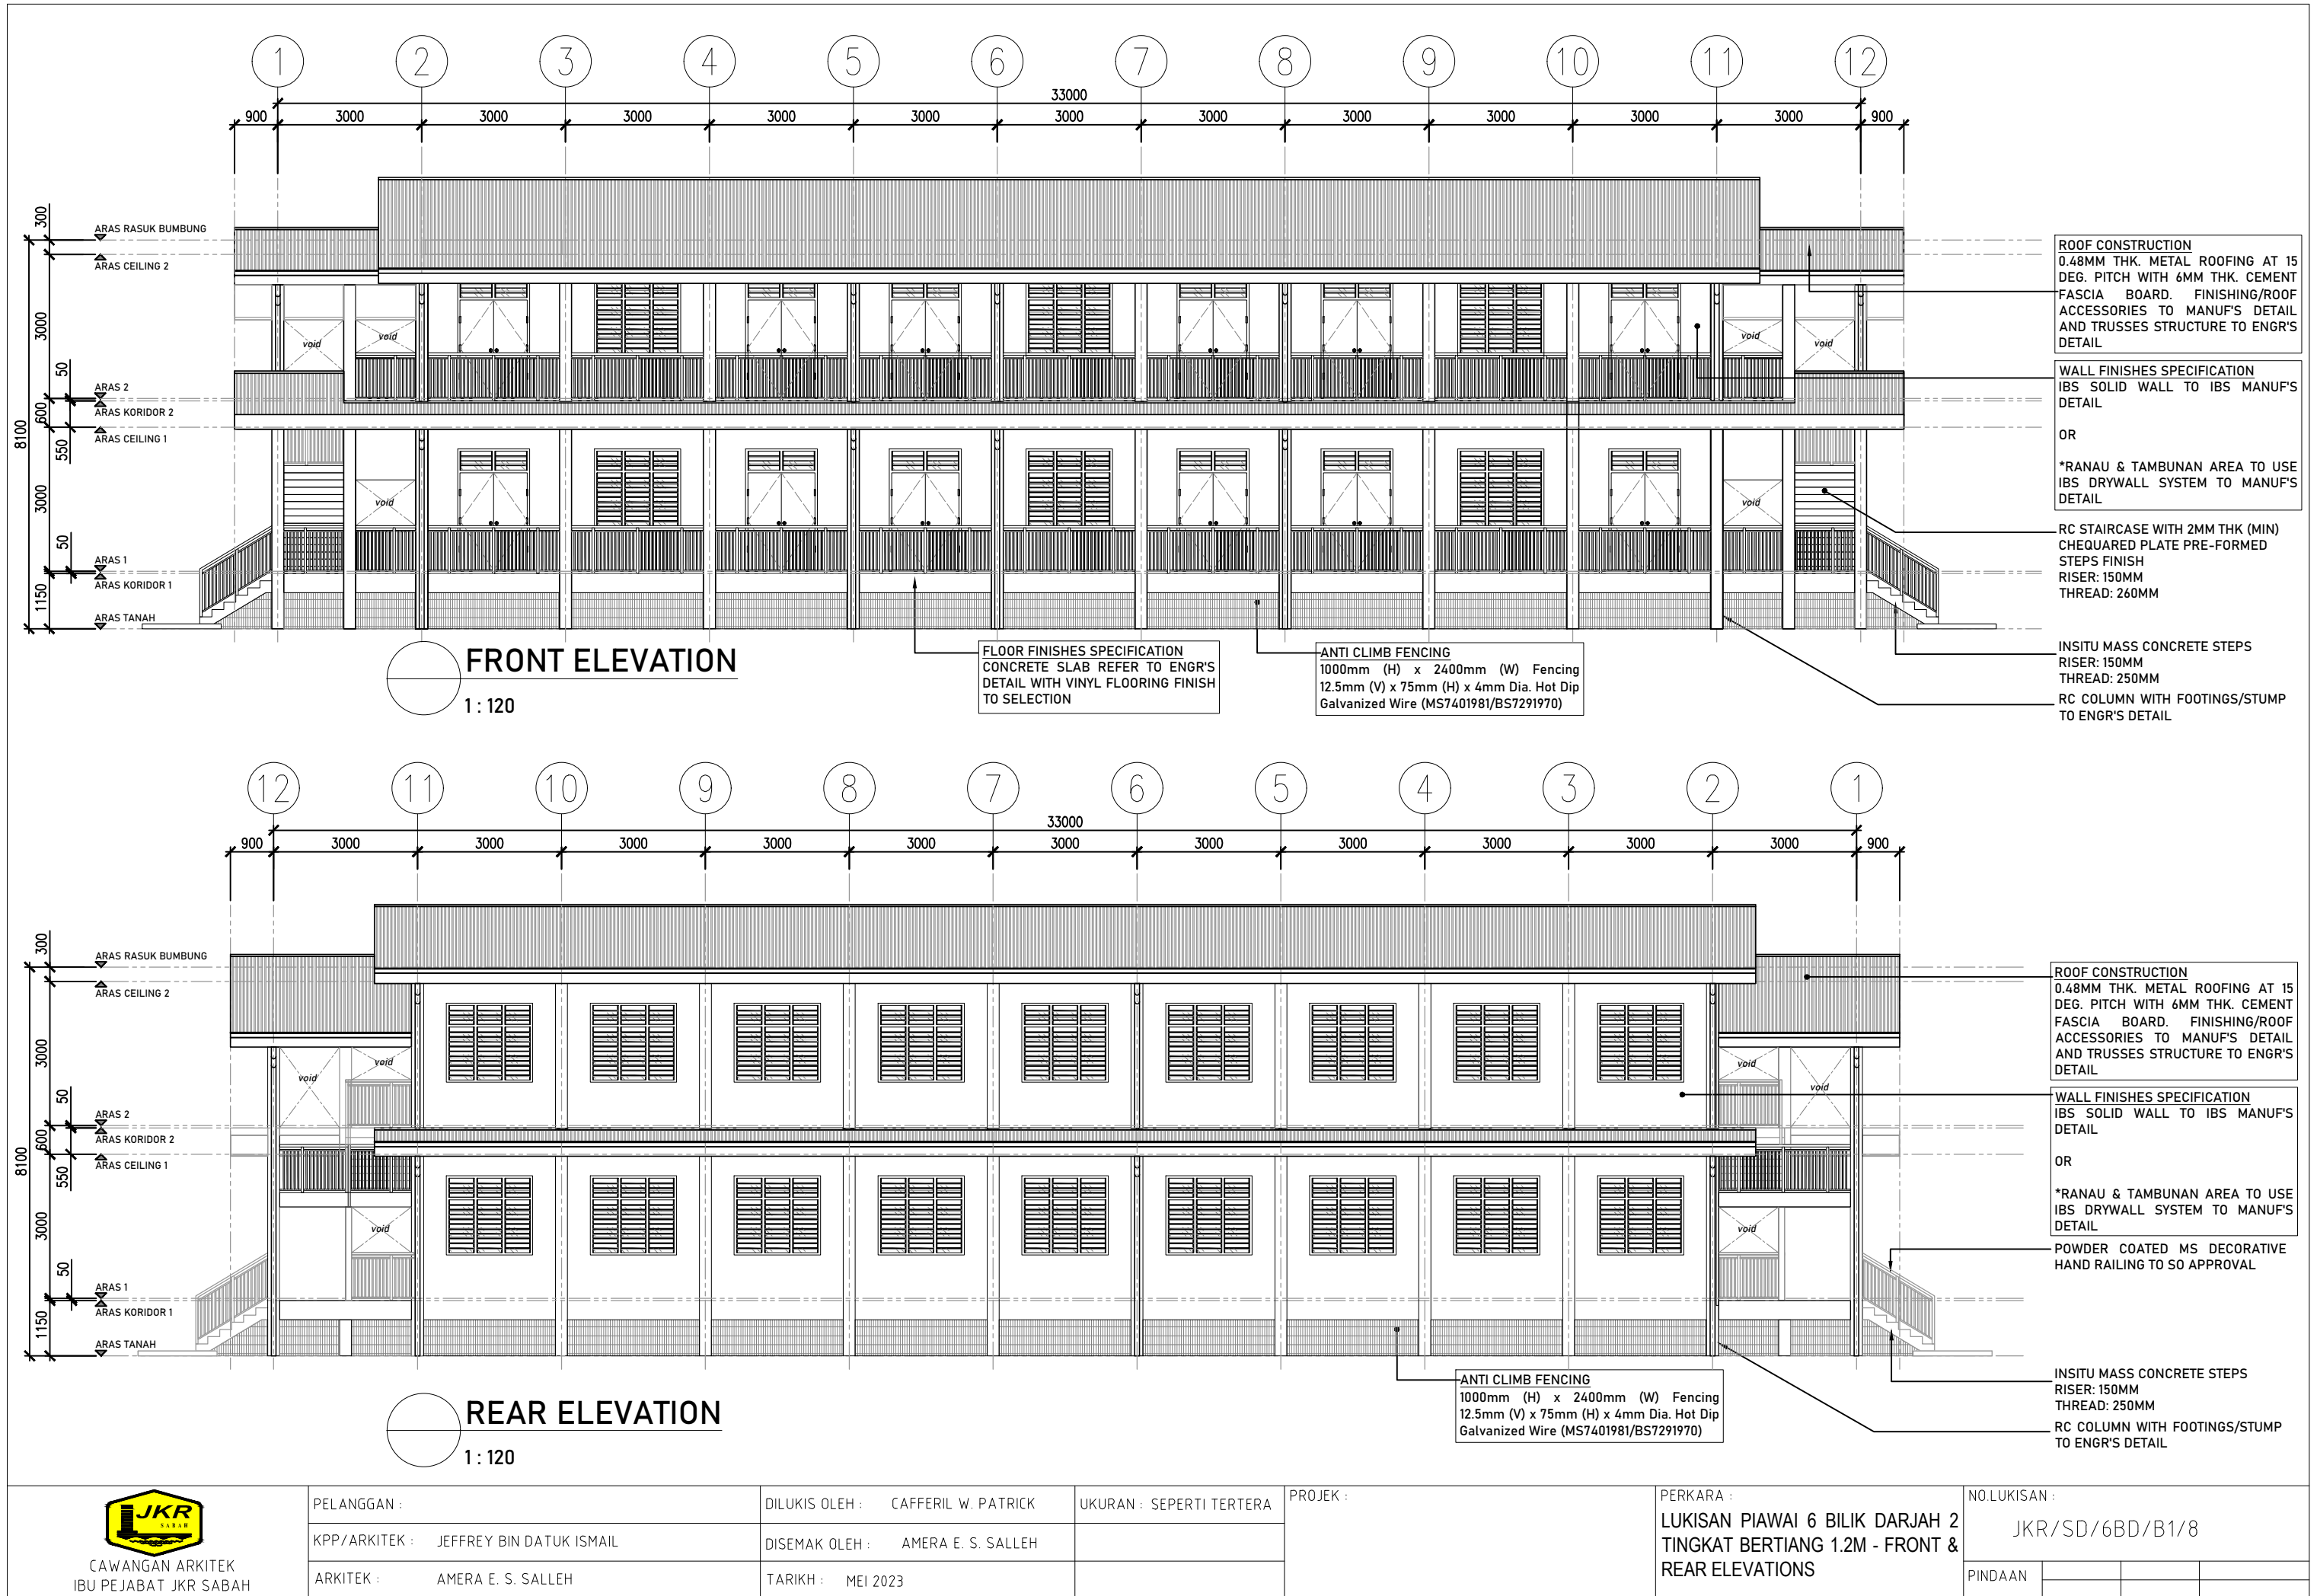 1 2 3 4 5 6 7 8 9 10 11 12
33000
900 3000 3000 3000 3000 3000 3000 3000 3000 3000 3000 3000 900
300
3000
50
600
550
3000
50
1150
8100
ARAS RASUK BUMBUNG
ARAS CEILING 2
ARAS 2
ARAS KORIDOR 2
ARAS CEILING 1
ARAS 1
ARAS KORIDOR 1
ARAS TANAH
void
void
void
void
void
void
ROOF CONSTRUCTION
0.48MM THK. METAL ROOFING AT 15
DEG. PITCH WITH 6MM THK. CEMENT
FASCIA BOARD. FINISHING/ROOF
ACCESSORIES TO MANUF'S DETAIL
AND TRUSSES STRUCTURE TO ENGR'S
DETAIL
WALL FINISHES SPECIFICATION
IBS SOLID WALL TO IBS MANUF'S
DETAIL
OR
*RANAU & TAMBUNAN AREA TO USE
IBS DRYWALL SYSTEM TO MANUF'S
DETAIL
RC STAIRCASE WITH 2MM THK (MIN)
CHEQUARED PLATE PRE-FORMED
STEPS FINISH
RISER: 150MM
THREAD: 260MM
INSITU MASS CONCRETE STEPS
RISER: 150MM
THREAD: 250MM
RC COLUMN WITH FOOTINGS/STUMP
TO ENGR'S DETAIL
FRONT ELEVATION
1 : 120
FLOOR FINISHES SPECIFICATION
CONCRETE SLAB REFER TO ENGR'S
DETAIL WITH VINYL FLOORING FINISH
TO SELECTION
ANTI CLIMB FENCING
1000mm (H) x 2400mm (W) Fencing
12.5mm (V) x 75mm (H) x 4mm Dia. Hot Dip
Galvanized Wire (MS7401981/BS7291970)
12 11 10 9 8 7 6 5 4 3 2 1
33000
900 3000 3000 3000 3000 3000 3000 3000 3000 3000 3000 3000 900
300
3000
50
600
550
3000
50
1150
8100
ARAS RASUK BUMBUNG
ARAS CEILING 2
ARAS 2
ARAS KORIDOR 2
ARAS CEILING 1
ARAS 1
ARAS KORIDOR 1
ARAS TANAH
void
void
void
void
void
void
ROOF CONSTRUCTION
0.48MM THK. METAL ROOFING AT 15
DEG. PITCH WITH 6MM THK. CEMENT
FASCIA BOARD. FINISHING/ROOF
ACCESSORIES TO MANUF'S DETAIL
AND TRUSSES STRUCTURE TO ENGR'S
DETAIL
WALL FINISHES SPECIFICATION
IBS SOLID WALL TO IBS MANUF'S
DETAIL
OR
*RANAU & TAMBUNAN AREA TO USE
IBS DRYWALL SYSTEM TO MANUF'S
DETAIL
POWDER COATED MS DECORATIVE
HAND RAILING TO SO APPROVAL
INSITU MASS CONCRETE STEPS
RISER: 150MM
THREAD: 250MM
RC COLUMN WITH FOOTINGS/STUMP
TO ENGR'S DETAIL
REAR ELEVATION
1 : 120
ANTI CLIMB FENCING
1000mm (H) x 2400mm (W) Fencing
12.5mm (V) x 75mm (H) x 4mm Dia. Hot Dip
Galvanized Wire (MS7401981/BS7291970)
JKR
SABAH
CAWANGAN ARKITEK
IBU PEJABAT JKR SABAH
PELANGGAN :
KPP/ARKITEK : JEFFREY BIN DATUK ISMAIL
ARKITEK : AMERA E. S. SALLEH
DILUKIS OLEH : CAFFERIL W. PATRICK
DISEMAK OLEH : AMERA E. S. SALLEH
TARIKH : MEI 2023
UKURAN : SEPERTI TERTERA
PROJEK :
PERKARA :
LUKISAN PIAWAI 6 BILIK DARJAH 2
TINGKAT BERTIANG 1.2M - FRONT &
REAR ELEVATIONS
NO.LUKISAN :
JKR/SD/6BD/B1/8
PINDAAN